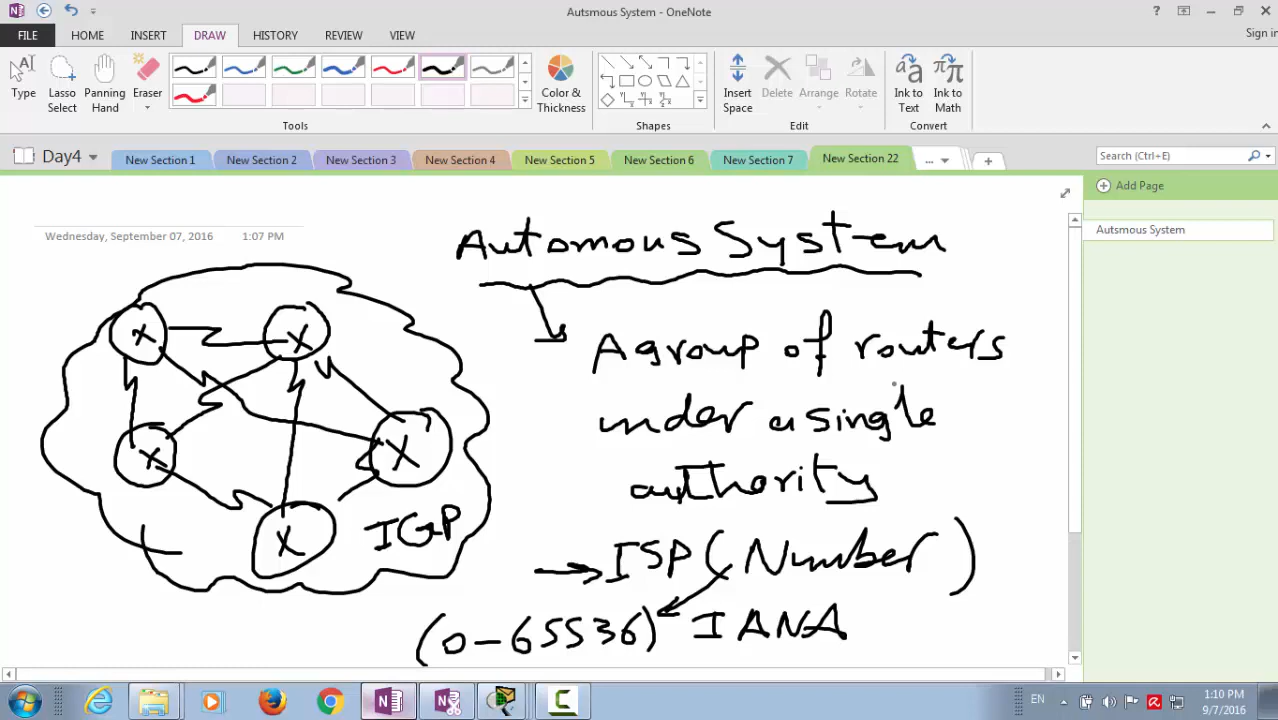 Autsmous System - OneNote
Sign in
FILE HOME INSERT DRAW HISTORY REVIEW VIEW
Type
Lasso Select
Panning Hand
Eraser
Color & Thickness
Insert Space
Delete
Arrange
Rotate
Ink to Text
Ink to Math
Tools
Shapes
Edit
Convert
Day4
New Section 1 New Section 2 New Section 3 New Section 4 New Section 5 New Section 6 New Section 7 New Section 22 ...
Search (Ctrl+E)
Add Page
Autsmous System
Wednesday, September 07, 2016 1:07 PM
Automous System
A group of routers
under a single
authority
ISP (Number)
(0-65536) IANA
X
X
X
X
X
IGP
EN
1:10 PM
9/7/2016